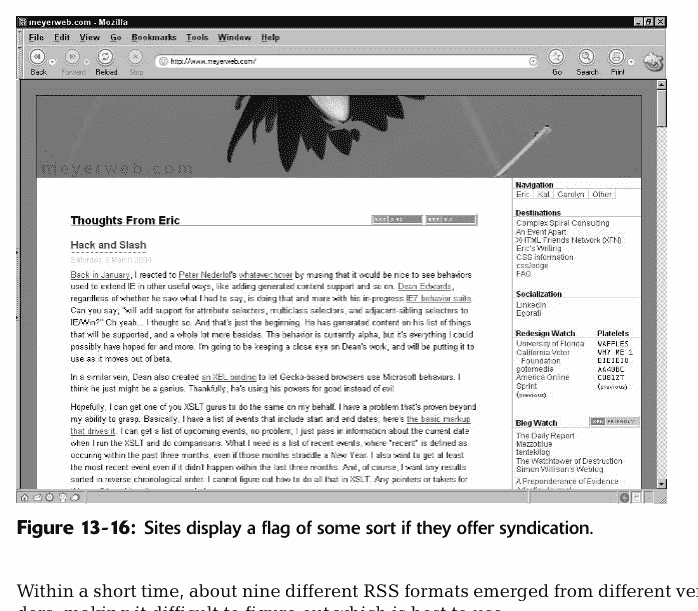 meyerweb.com - Mozilla
File Edit View Go Bookmarks Tools Window Help
http://www.meyerweb.com/
Back Forward Reload Stop Go Search Print
meyerweb.com
Thoughts From Eric
Hack and Slash
Saturday, 6 March 2004
Back in January, I reacted to Peter Nederlof's whatever:hover by musing that it would be nice to see behaviors
used to extend IE in other useful ways, like adding generated content support and so on. Dean Edwards,
regardless of whether he saw what I had to say, is doing that and more with his in-progress IE7 behavior suite.
Can you say, "will add support for attribute selectors, multiclass selectors, and adjacent-sibling selectors to
IE/Win?" Oh yeah... I thought so. And that's just the beginning. He has generated content on his list of things
that will be supported, and a whole lot more besides. The behavior is currently alpha, but it's everything I could
possibly have hoped for and more. I'm going to be keeping a close eye on Dean's work, and will be putting it to
use as it moves out of beta.
In a similar vein, Dean also created an XBL binding to let Gecko-based browsers use Microsoft behaviors. I
think he just might be a genius. Thankfully, he's using his powers for good instead of evil.
Hopefully, I can get one of you XSLT gurus to do the same on my behalf. I have a problem that's proven beyond
my ability to grasp. Basically, I have a list of events that include start and end dates; here's the basic markup
that drives it. I can get a list of upcoming events, no problem; I just pass in information about the current date
when I run the XSLT and do comparisons. What I need is a list of recent events, where "recent" is defined as
occuring within the past three months, even if those months straddle a New Year. I also want to get at least
the most recent event even if it didn't happen within the last three months. And, of course, I want any results
sorted in reverse chronological order. I cannot figure out how to do all that in XSLT. Any pointers or takers for
Navigation
Eric Kat Carolyn Other
Destinations
Complex Spiral Consulting
An Event Apart
XHTML Friends Network (XFN)
Eric's Writing
CSS information
css/edge
FAQ
Socialization
LinkedIn
Egorati
Redesign Watch Platelets
University of Florida WAFFLES
California Voter VH7 ME 1
Foundation EIEIEIO
gotomedia A640BC
America Online CU812T
Sprint (previous)
(previous)
Blog Watch XFN FRIENDLY
The Daily Report
Mezzoblue
tantekilog
The Watchtower of Destruction
Simon Willison's Weblog
A Preponderance of Evidence
Figure 13-16: Sites display a flag of some sort if they offer syndication.
Within a short time, about nine different RSS formats emerged from different ve